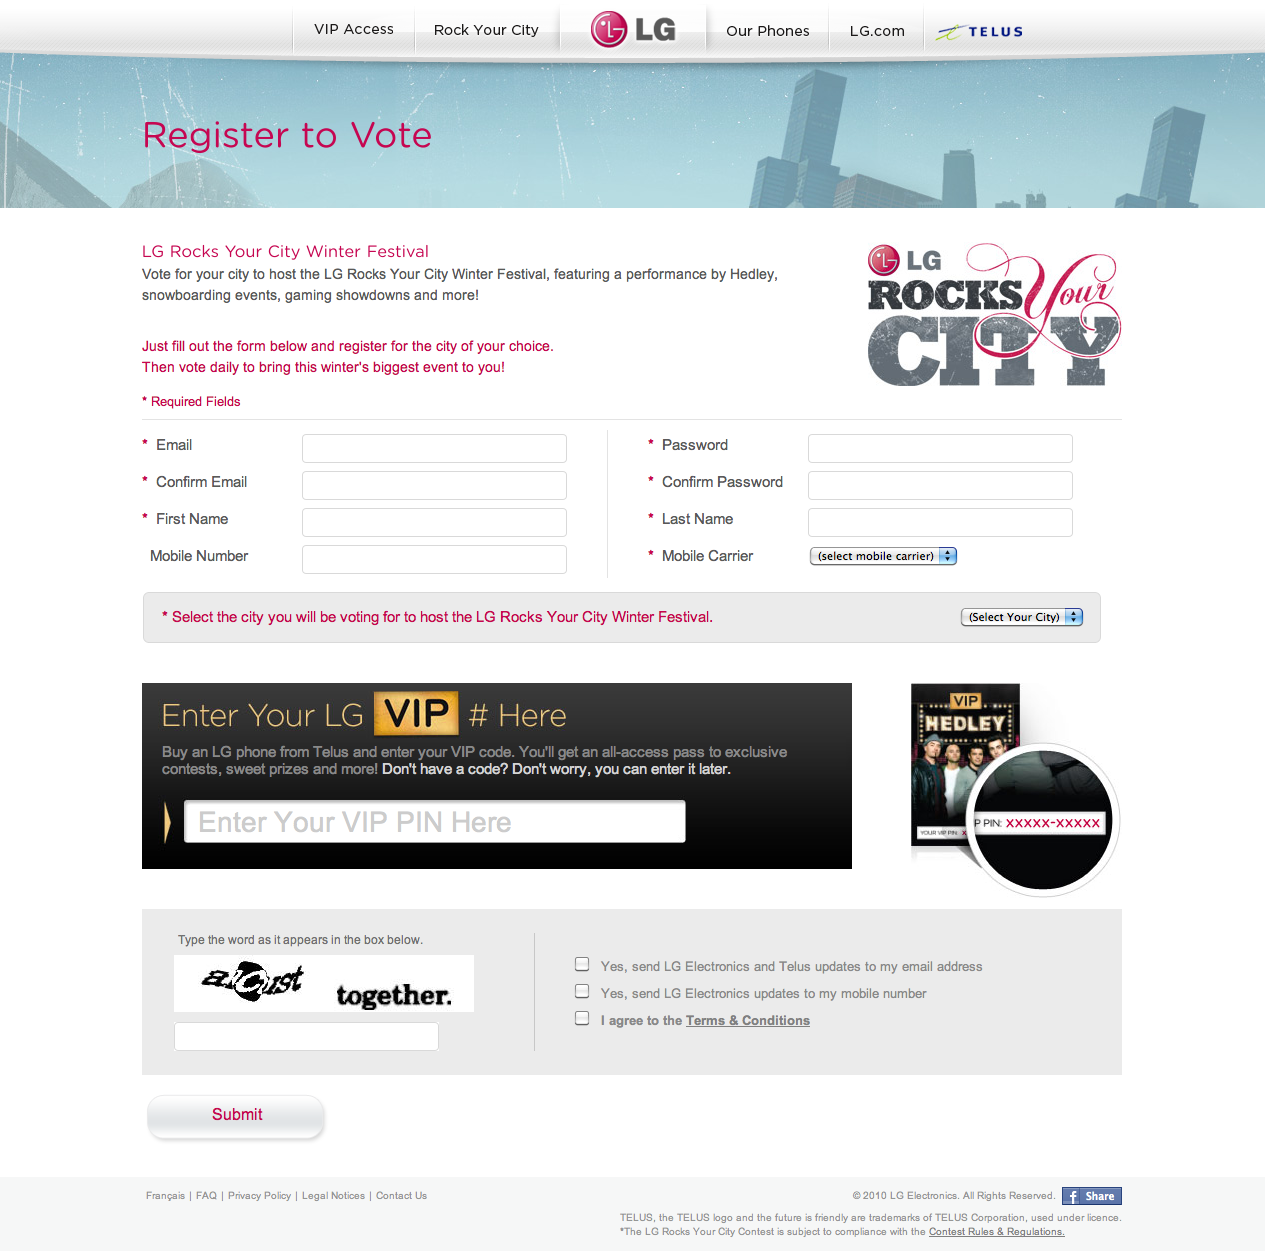 VIP Access
Rock Your City
LG
Our Phones
LG.com
TELUS
Register to Vote
LG Rocks Your City Winter Festival
Vote for your city to host the LG Rocks Your City Winter Festival, featuring a performance by Hedley,
snowboarding events, gaming showdowns and more!
LG
ROCKS Your
CITY
Just fill out the form below and register for the city of your choice.
Then vote daily to bring this winter's biggest event to you!
* Required Fields
* Email
* Password
* Confirm Email
* Confirm Password
* First Name
* Last Name
Mobile Number
* Mobile Carrier
(select mobile carrier)
* Select the city you will be voting for to host the LG Rocks Your City Winter Festival.
(Select Your City)
Enter Your LG VIP # Here
Buy an LG phone from Telus and enter your VIP code. You'll get an all-access pass to exclusive
contests, sweet prizes and more! Don't have a code? Don't worry, you can enter it later.
Enter Your VIP PIN Here
VIP
HEDLEY
YOUR VIP PIN: X
P PIN: XXXXX-XXXXX
Type the word as it appears in the box below.
together.
Yes, send LG Electronics and Telus updates to my email address
Yes, send LG Electronics updates to my mobile number
I agree to the Terms & Conditions
Submit
Français | FAQ | Privacy Policy | Legal Notices | Contact Us
© 2010 LG Electronics. All Rights Reserved.
f Share
TELUS, the TELUS logo and the future is friendly are trademarks of TELUS Corporation, used under licence.
*The LG Rocks Your City Contest is subject to compliance with the Contest Rules & Regulations.